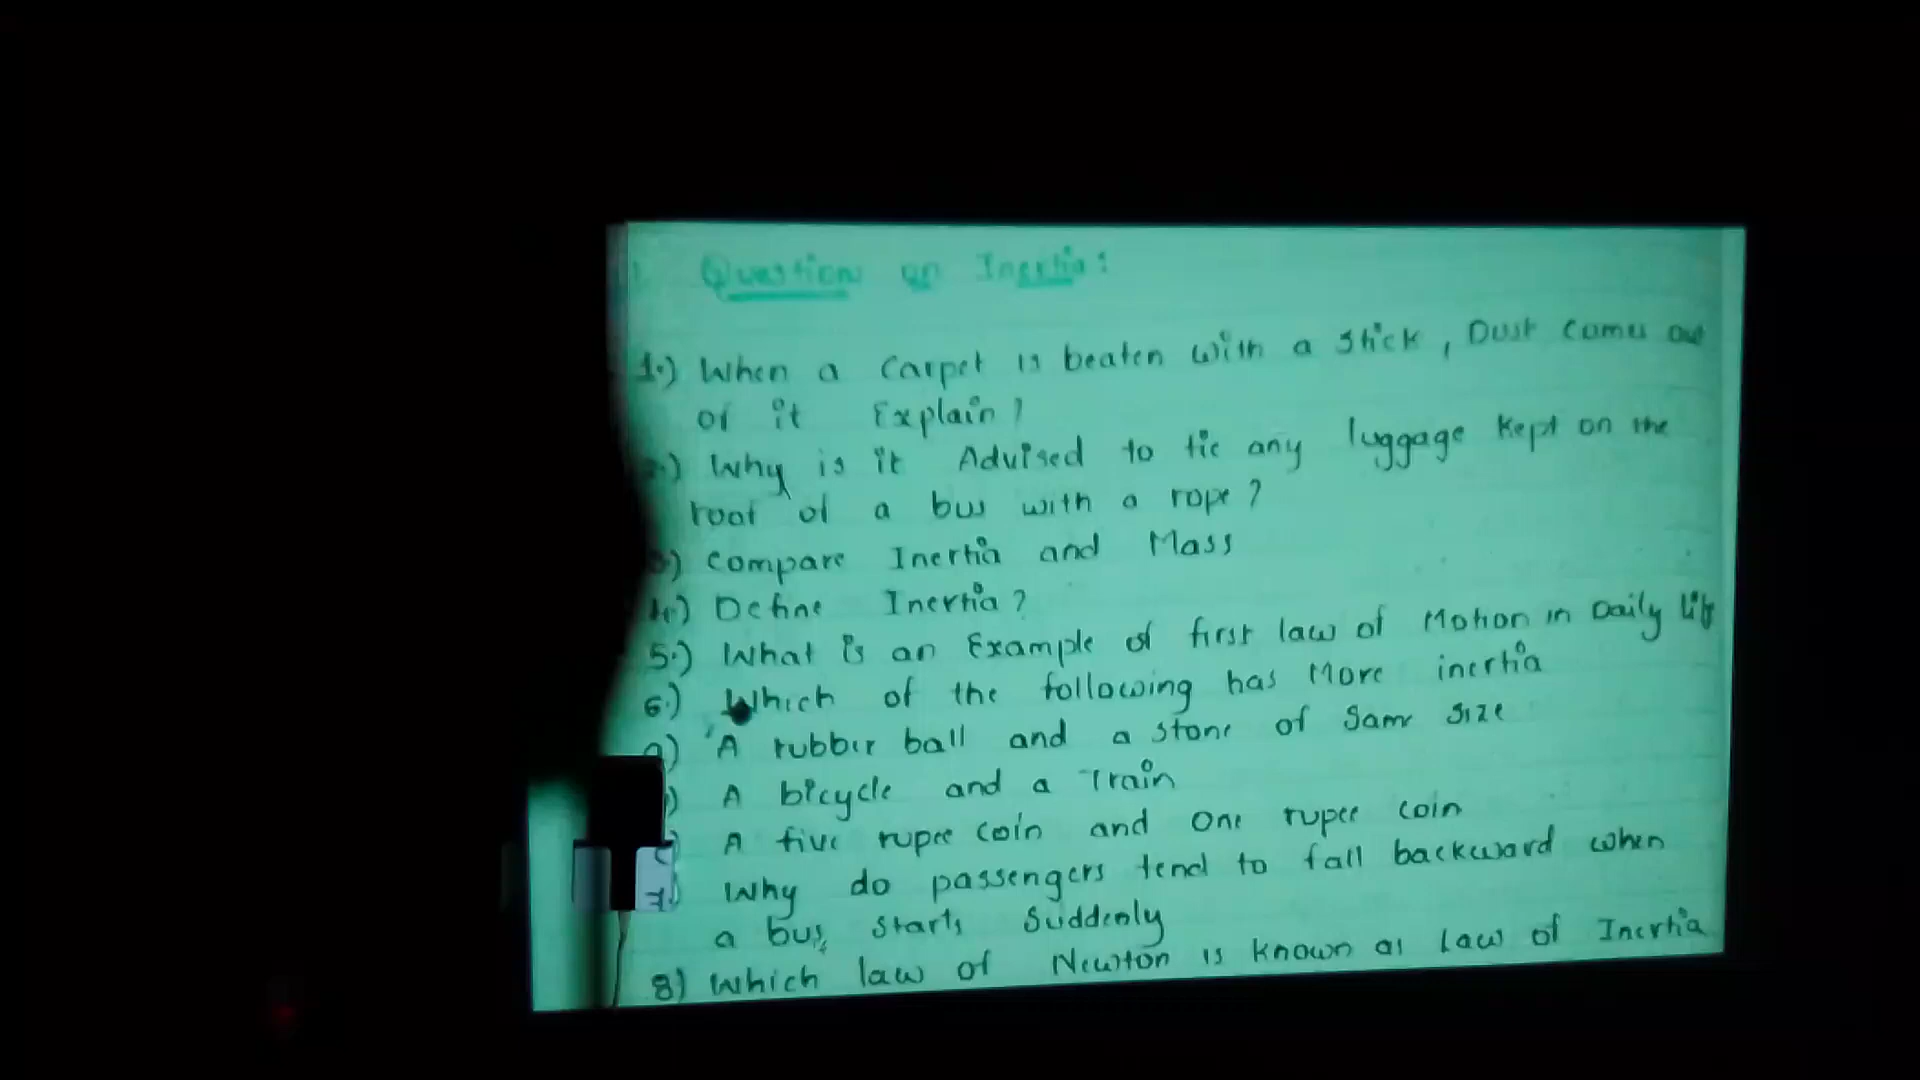 Question on Inertia:
1.) When a Carpet is beaten with a Stick, Dust comes out
of it Explain?
2.) Why is it Advised to tie any luggage Kept on the
roof of a bus with a rope?
3) Compare Inertia and Mass
4.) Define Inertia?
5.) What is an Example of first law of Motion in Daily life
6.) Which of the following has More inertia
a) A rubber ball and a stone of Same size
) A bicycle and a Train
c) A five rupee coin and One rupee coin
7.) Why do passengers tend to fall backward when
a bus starts Suddenly
8) Which law of Newton is known as law of Inertia